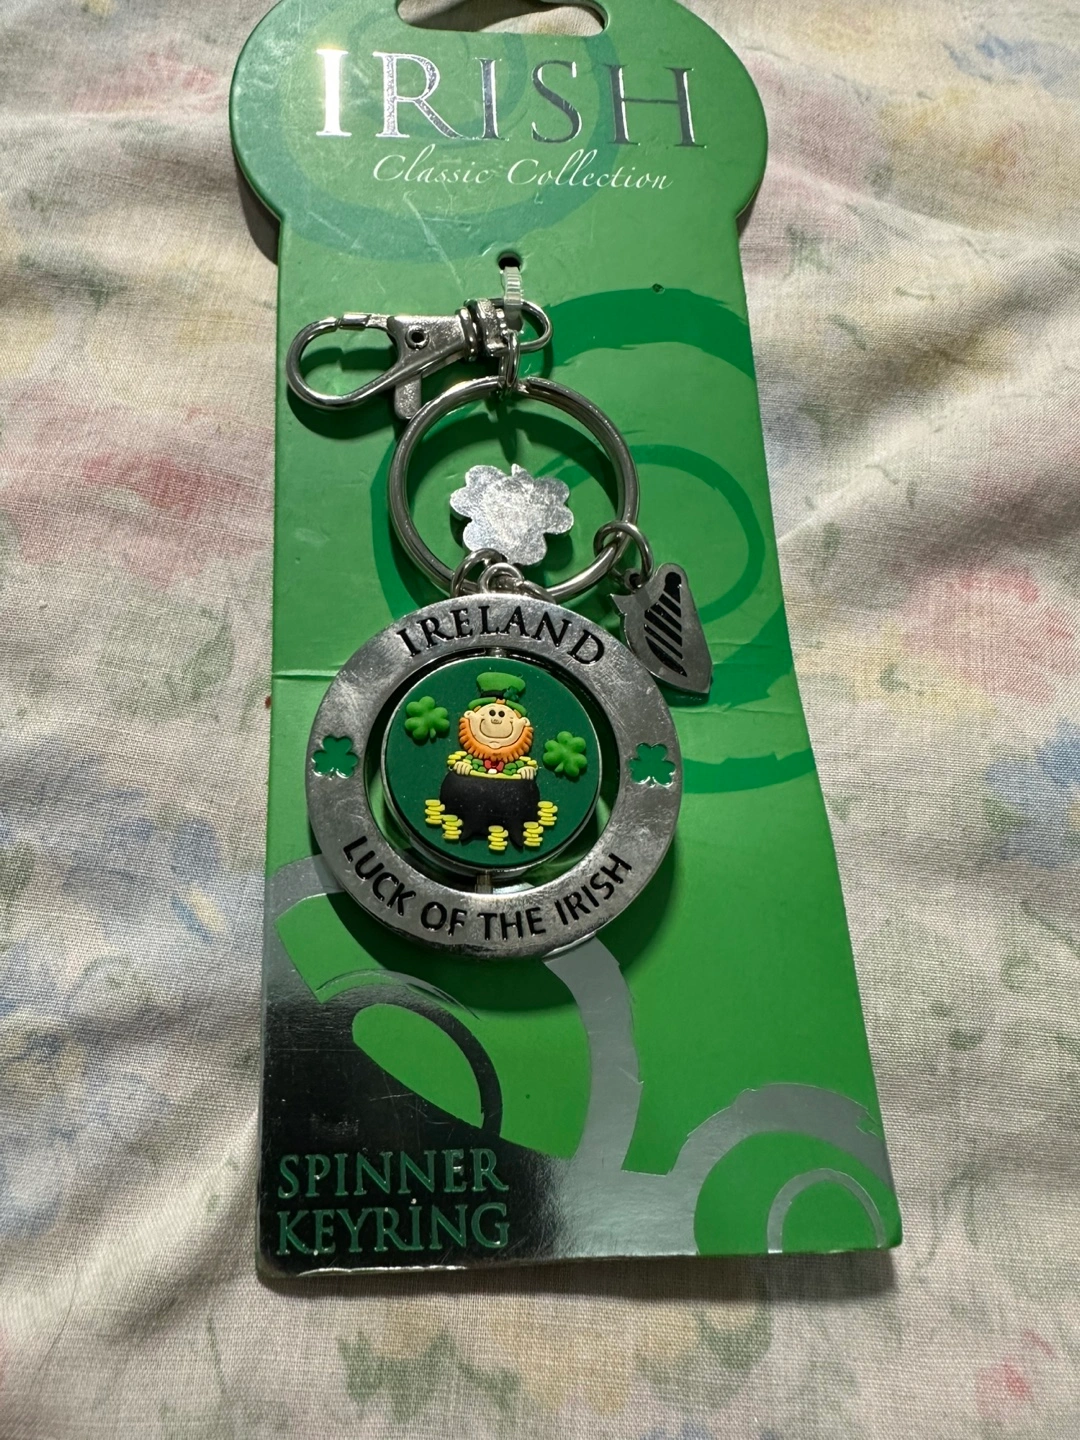 IRISH
Classic Collection
IRELAND
LUCK OF THE IRISH
SPINNER
KEYRING